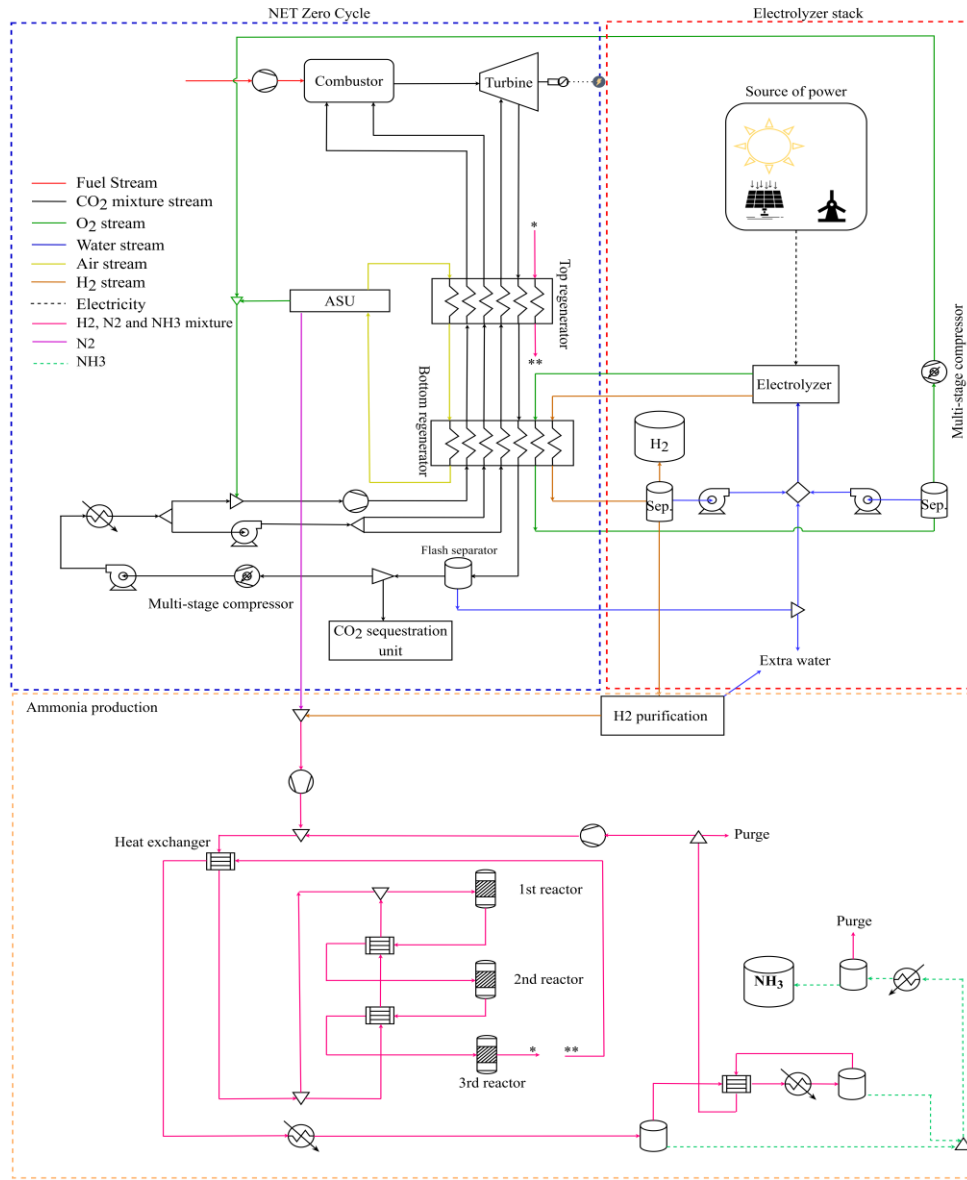 NET Zero Cycle
Electrolyzer stack
Combustor
Turbine
Source of power
Fuel Stream
CO2 mixture stream
O2 stream
Water stream
Air stream
H2 stream
Electricity
H2, N2 and NH3 mixture
N2
NH3
*
Top regenerator
**
ASU
Bottom regenerator
Electrolyzer
Multi-stage compressor
H2
Sep.
Sep.
Flash separator
Multi-stage compressor
CO2 sequestration
unit
Extra water
Ammonia production
H2 purification
Heat exchanger
Purge
1st reactor
2nd reactor
3rd reactor
*
**
Purge
NH3